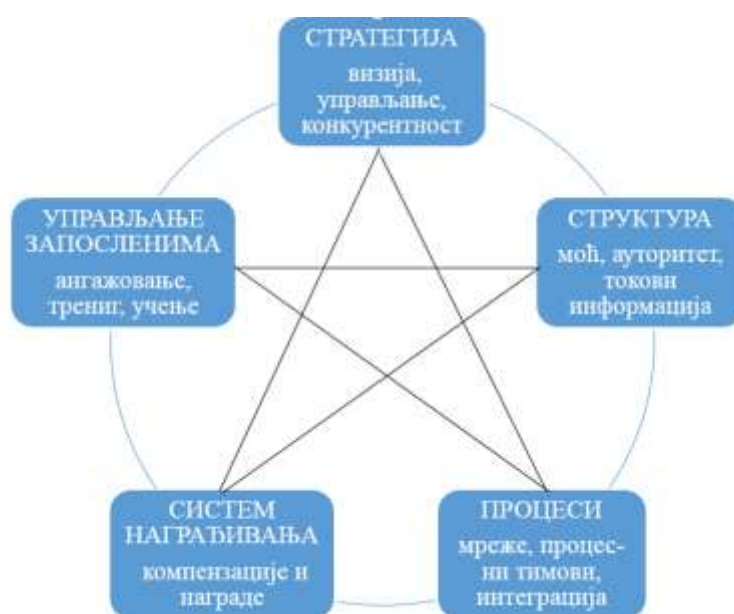 СТРАТЕГИЈА
визија,
управљање,
конкурентност
УПРАВЉАЊЕ
ЗАПОСЛЕНИМА
ангажовање,
трениг, учење
СТРУКТУРА
моћ, ауторитет,
токови
информација
СИСТЕМ
НАГРАЂИВАЊА
компензације и
награде
ПРОЦЕСИ
мреже, процес-
ни тимови,
интеграција